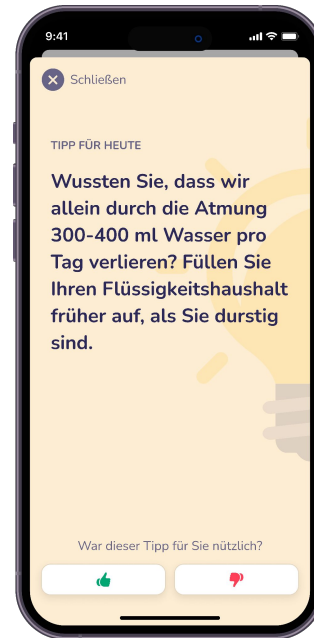 9:41
Schließen
TIPP FÜR HEUTE
Wussten Sie, dass wir
allein durch die Atmung
300-400 ml Wasser pro
Tag verlieren? Füllen Sie
Ihren Flüssigkeitshaushalt
früher auf, als Sie durstig
sind.
War dieser Tipp für Sie nützlich?